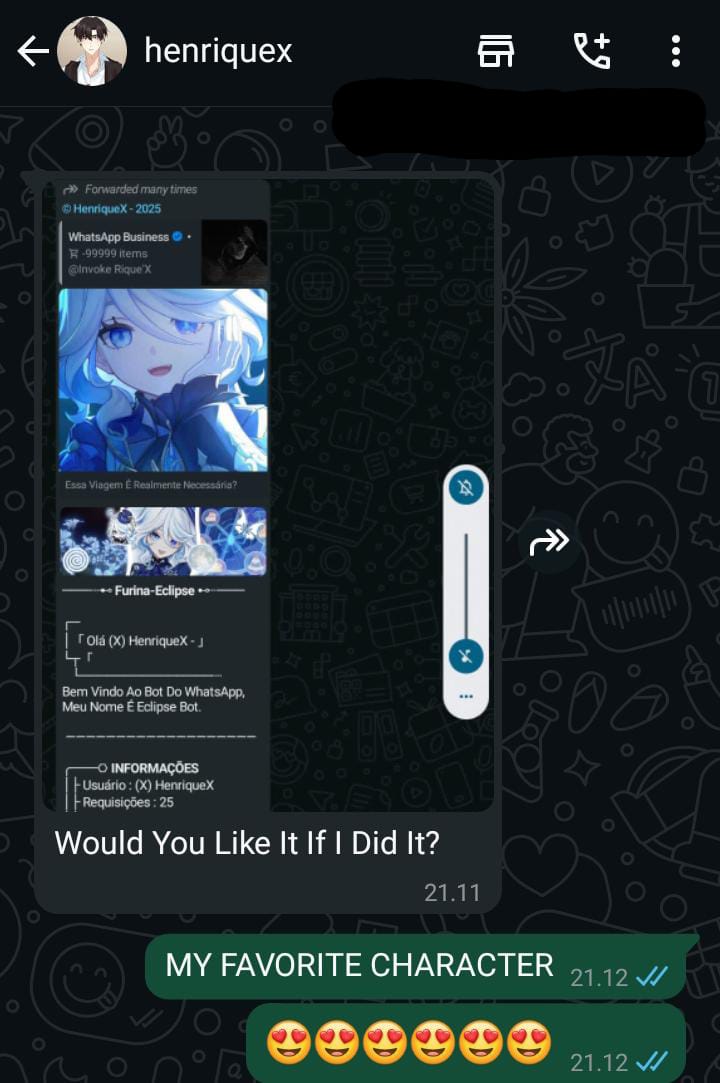 henriquex
Forwarded many times
© HenriqueX - 2025
WhatsApp Business •
-99999 items
@Invoke Rique'X
Essa Viagem É Realmente Necessária?
Furina-Eclipse
「 Olá (X) HenriqueX - 」
「
Bem Vindo Ao Bot Do WhatsApp,
Meu Nome É Eclipse Bot.
INFORMAÇÕES
Usuário : (X) HenriqueX
Requisições : 25
Would You Like It If I Did It?
21.11
MY FAVORITE CHARACTER 21.12
😍😍😍😍😍😍 21.12